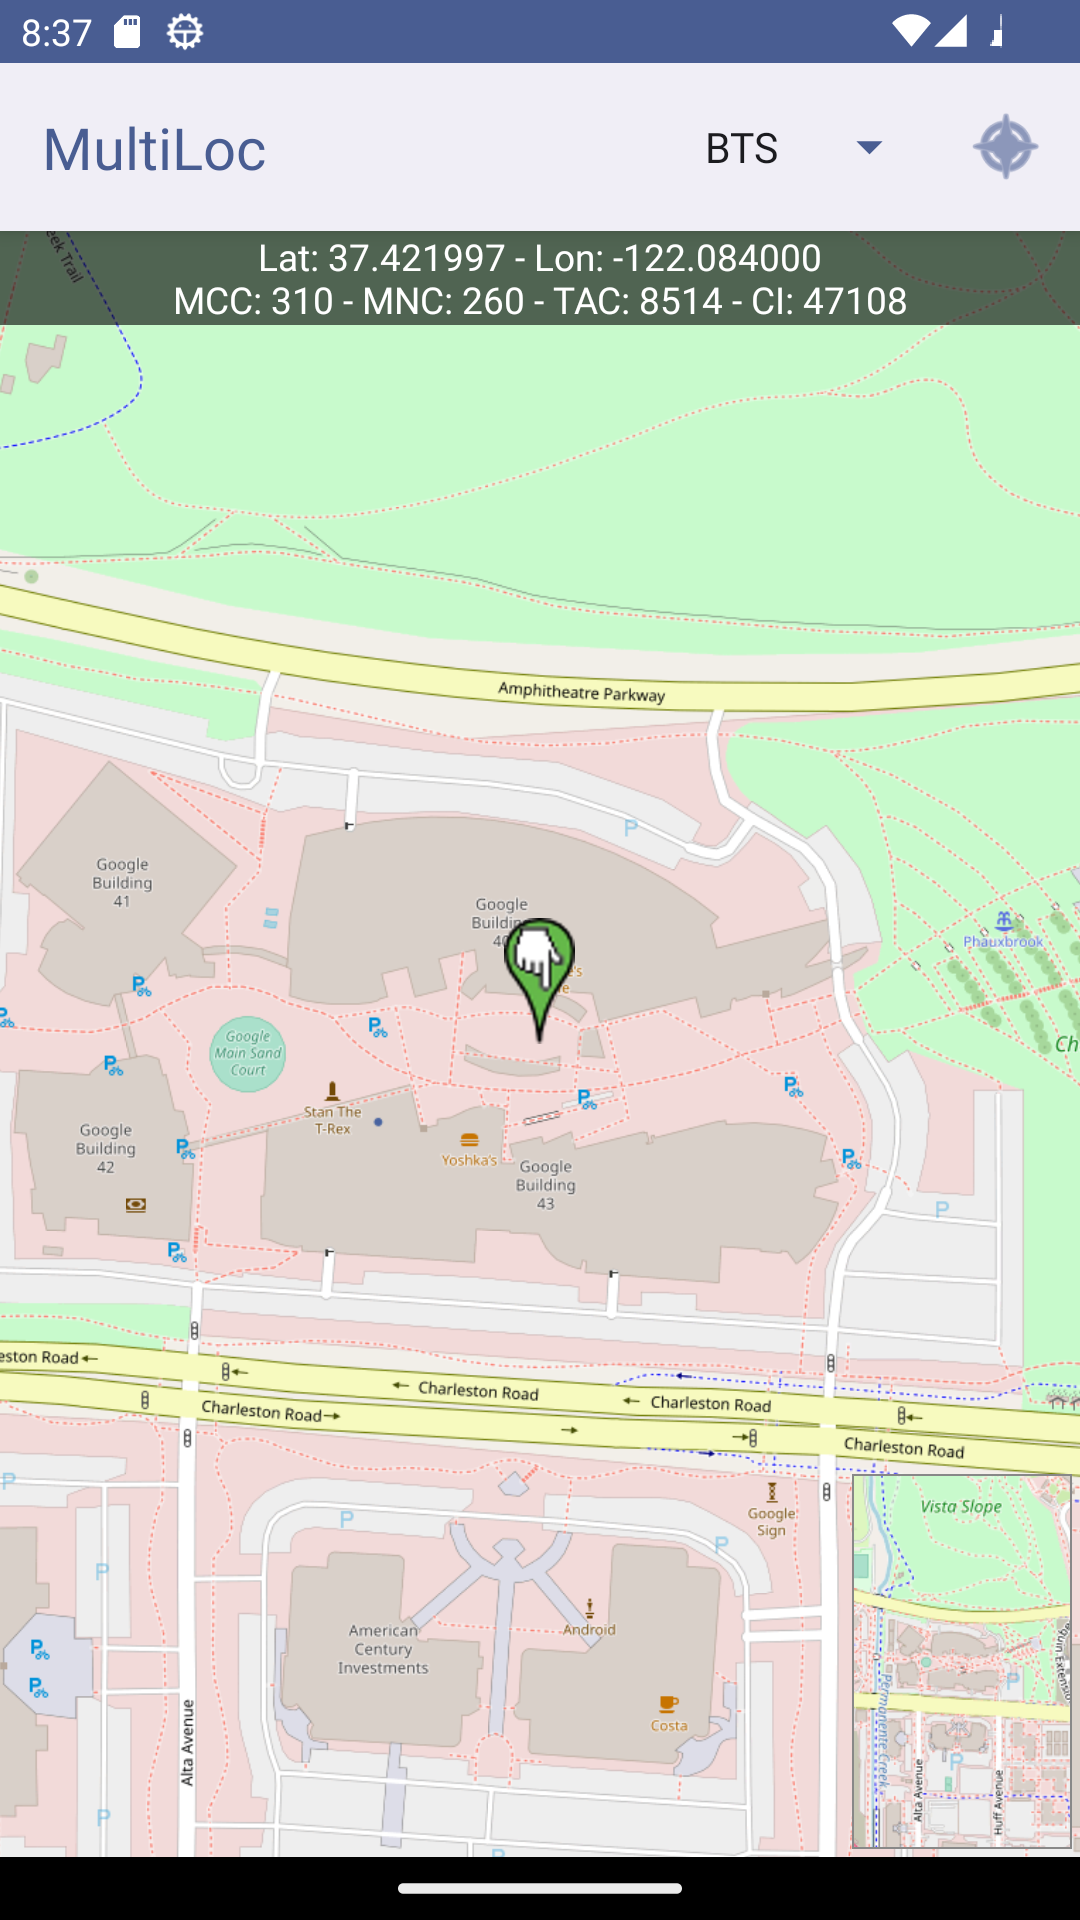 8:37
MultiLoc
BTS
Lat: 37.421997 - Lon: -122.084000
MCC: 310 - MNC: 260 - TAC: 8514 - CI: 47108
eek Trail
Amphitheatre Parkway
P
Google
Building
41
Google
Building
40
Phauxbrook
Google
Main Sand
Court
Ch
Stan The
T-Rex
Yoshka's
Google
Building
42
Google
Building
43
P
eston Road
Charleston Road
Charleston Road
Charleston Road
Charleston Road
Google
Sign
Vista Slope
P
P
P
P
American
Century
Investments
Android
Costa
Alta Avenue
P
P
Permanente Creek
Alta Avenue
Huff Avenue
P
P